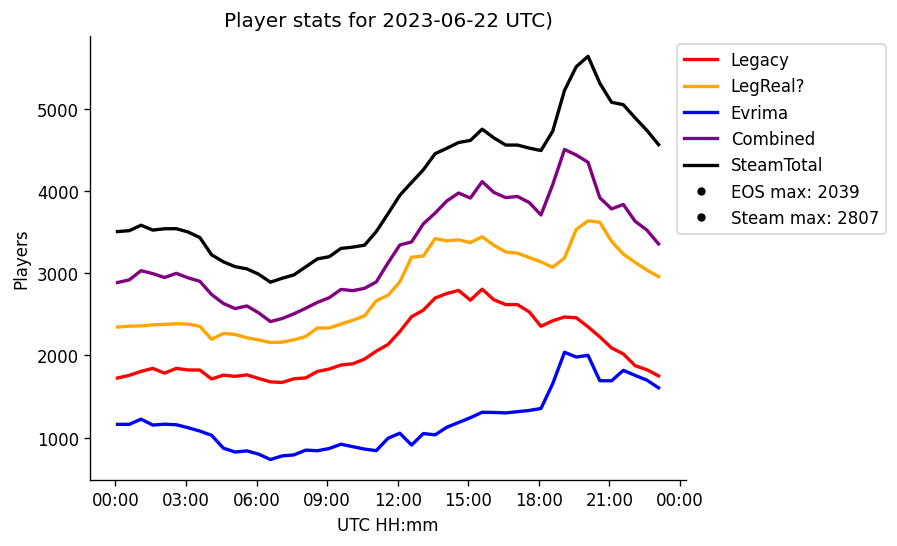 Player stats for 2023-06-22 UTC)
Legacy
LegReal?
Evrima
Combined
SteamTotal
EOS max: 2039
Steam max: 2807
Players
5000
4000
3000
2000
1000
00:00 03:00 06:00 09:00 12:00 15:00 18:00 21:00 00:00
UTC HH:mm